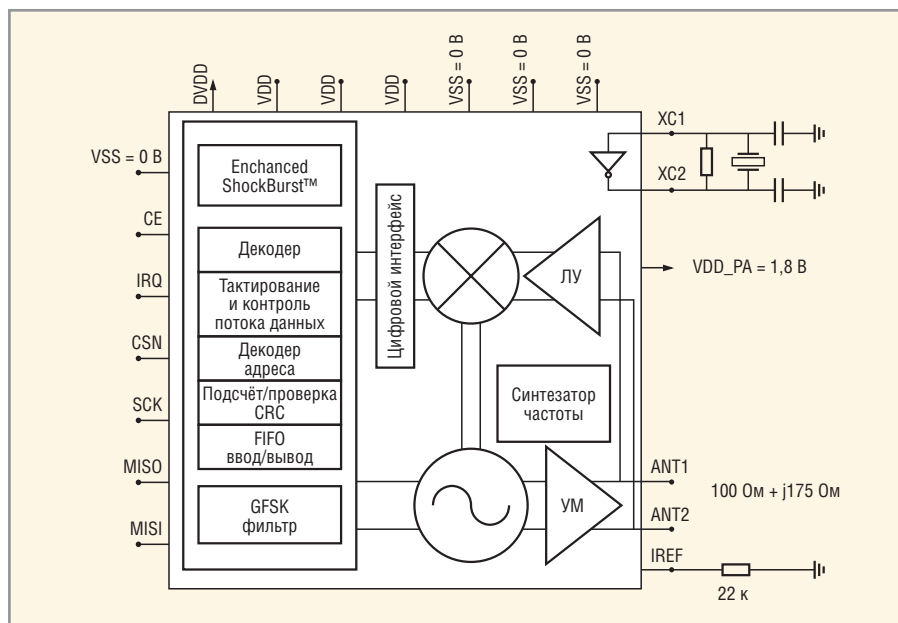 DVDD
VDD
VDD
VDD
VSS = 0 В
VSS = 0 В
VSS = 0 В
VSS = 0 В
CE
IRQ
CSN
SCK
MISO
MISI
Enchanced
ShockBurst™
Декодер
Тактирование
и контроль
потока данных
Декодер
адреса
Подсчёт/проверка
CRC
FIFO
ввод/вывод
GFSK
фильтр
Цифровой интерфейс
ЛУ
Синтезатор
частоты
УМ
XC1
XC2
VDD_PA = 1,8 В
ANT1
100 Ом + j175 Ом
ANT2
IREF
22 к